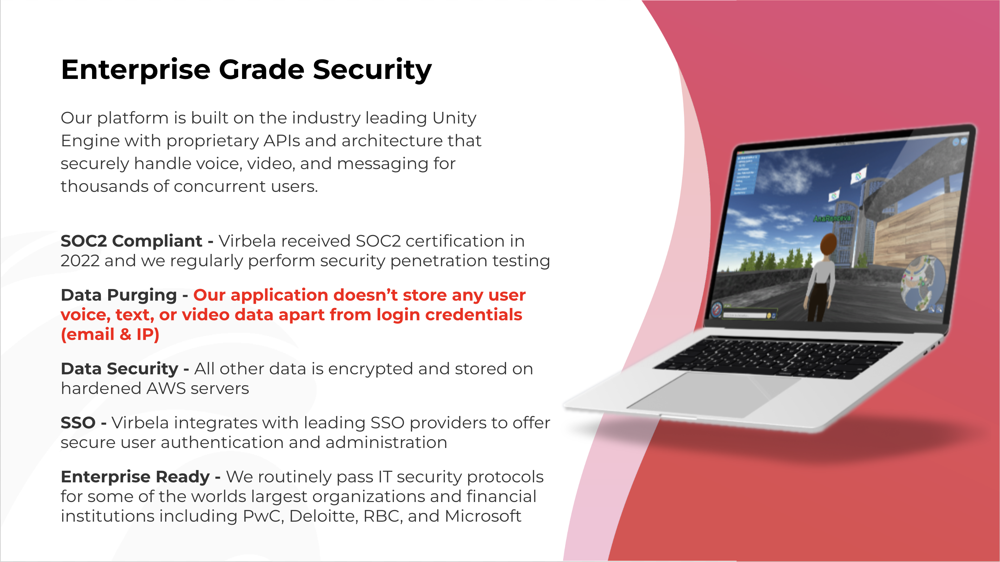 Enterprise Grade Security
Our platform is built on the industry leading Unity
Engine with proprietary APIs and architecture that
securely handle voice, video, and messaging for
thousands of concurrent users.
SOC2 Compliant - Virbela received SOC2 certification in
2022 and we regularly perform security penetration testing
Data Purging - Our application doesn’t store any user
voice, text, or video data apart from login credentials
(email & IP)
Data Security - All other data is encrypted and stored on
hardened AWS servers
SSO - Virbela integrates with leading SSO providers to offer
secure user authentication and administration
Enterprise Ready - We routinely pass IT security protocols
for some of the worlds largest organizations and financial
institutions including PwC, Deloitte, RBC, and Microsoft